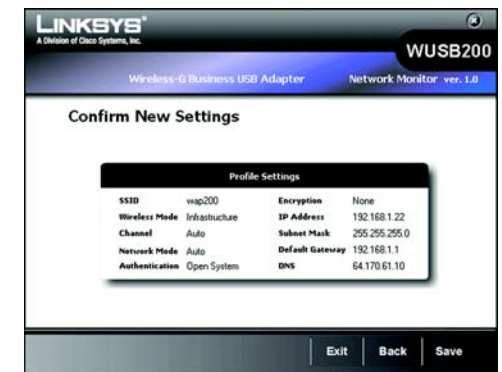 LINKSYS®
A Division of Cisco Systems, Inc.
WUSB200
Wireless-G Business USB Adapter
Network Monitor ver. 1.0
Confirm New Settings
Profile Settings
SSID wap200
Wireless Mode Infrastructure
Channel Auto
Network Mode Auto
Authentication Open System
Encryption None
IP Address 192.168.1.22
Subnet Mask 255.255.255.0
Default Gateway 192.168.1.1
DNS 64.170.61.10
Exit
Back
Save